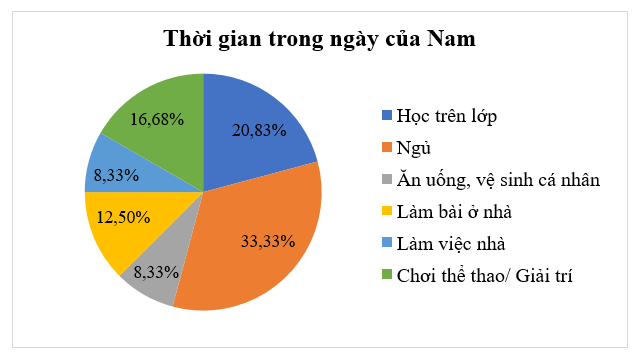 Thời gian trong ngày của Nam
20,83%
33,33%
8,33%
12,50%
8,33%
16,68%
Học trên lớp
Ngủ
Ăn uống, vệ sinh cá nhân
Làm bài ở nhà
Làm việc nhà
Chơi thể thao/ Giải trí